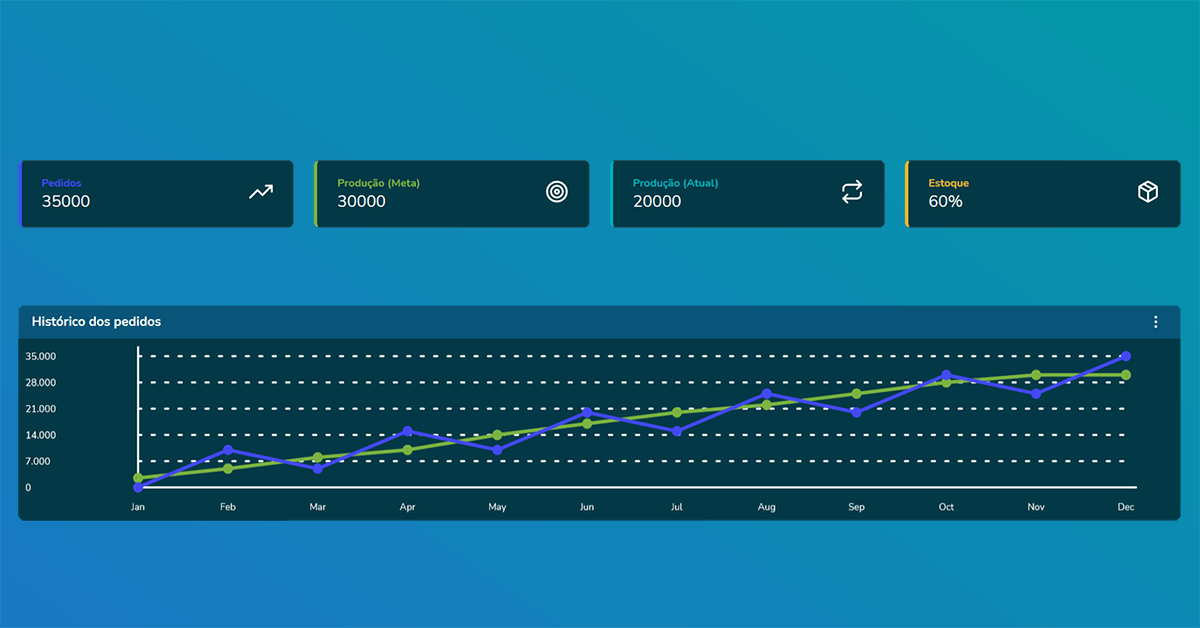 Pedidos
35000
Produção (Meta)
30000
Produção (Atual)
20000
Estoque
60%
Histórico dos pedidos
35.000
28.000
21.000
14.000
7.000
0
Jan Feb Mar Apr May Jun Jul Aug Sep Oct Nov Dec